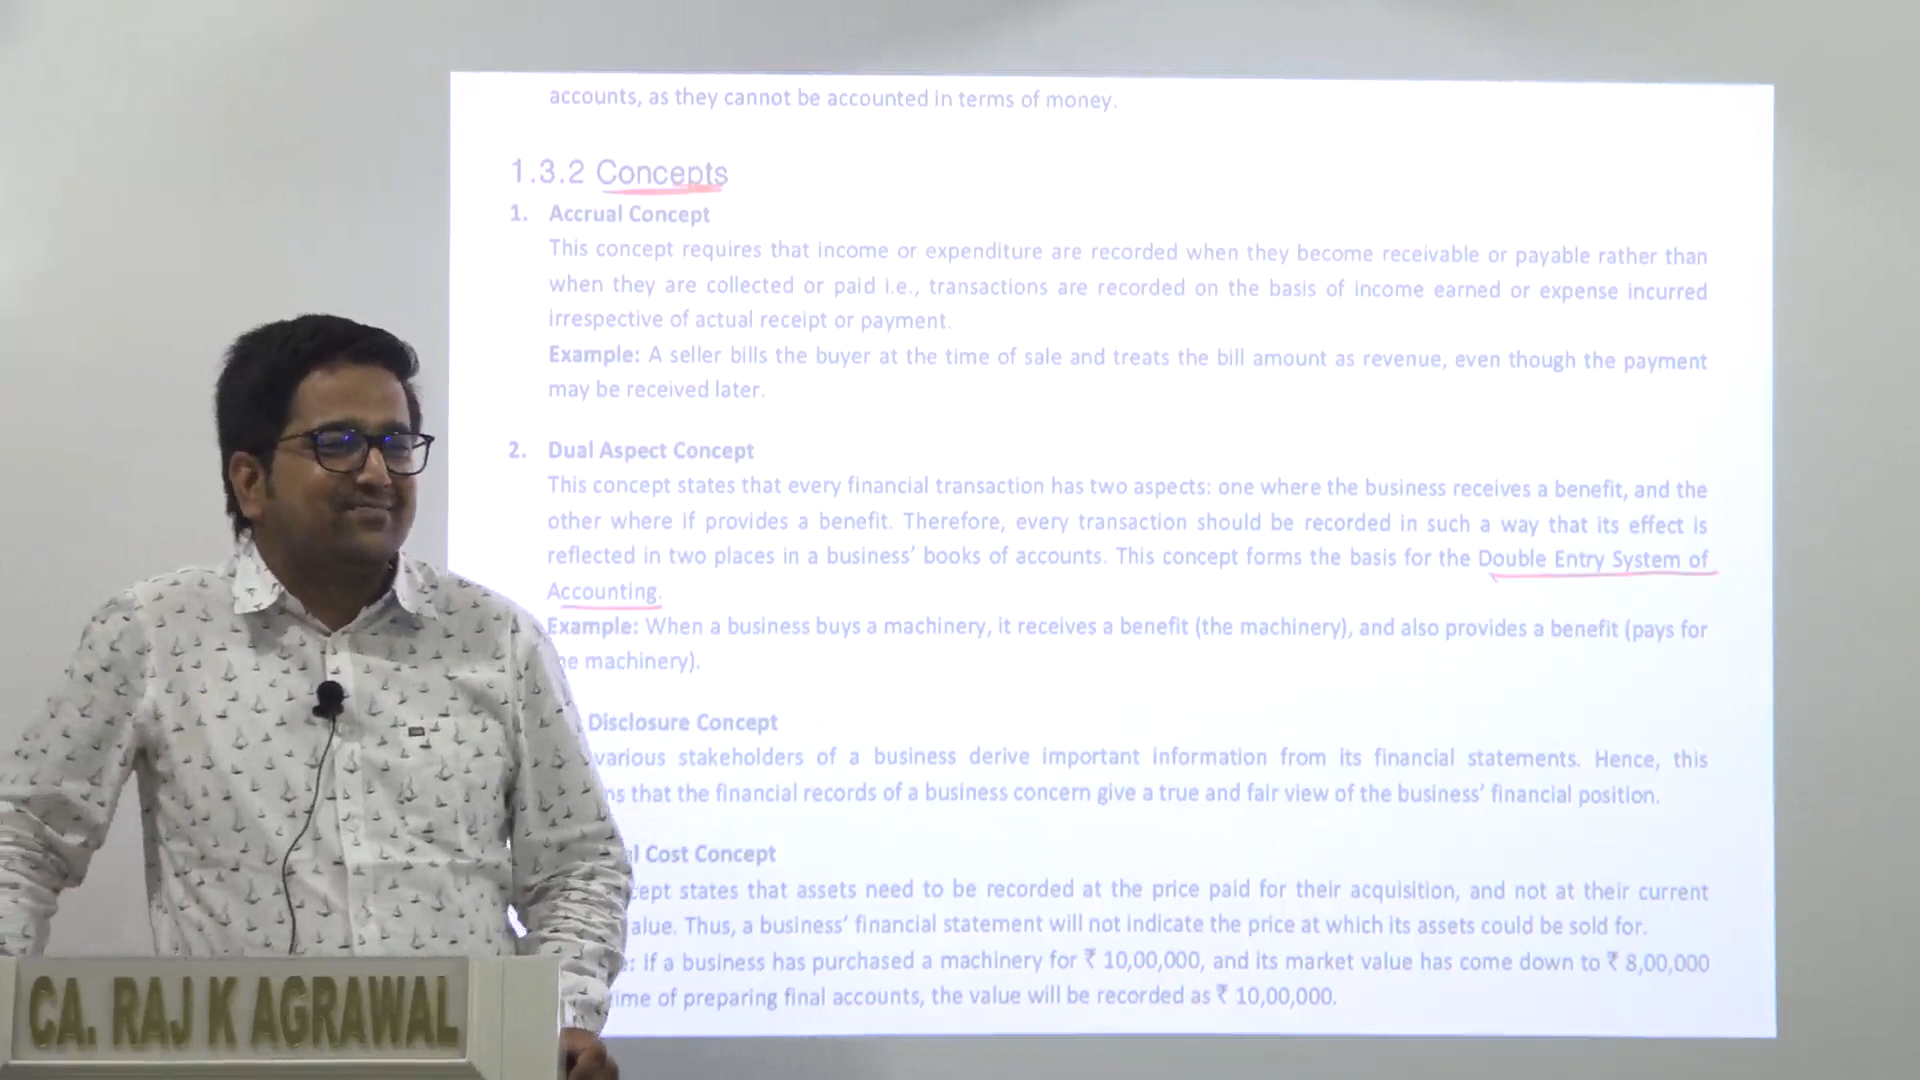 accounts, as they cannot be accounted in terms of money.
1.3.2 Concepts
1. Accrual Concept
This concept requires that income or expenditure are recorded when they become receivable or payable rather than
when they are collected or paid i.e., transactions are recorded on the basis of income earned or expense incurred
irrespective of actual receipt or payment.
Example: A seller bills the buyer at the time of sale and treats the bill amount as revenue, even though the payment
may be received later.
2. Dual Aspect Concept
This concept states that every financial transaction has two aspects: one where the business receives a benefit, and the
other where if provides a benefit. Therefore, every transaction should be recorded in such a way that its effect is
reflected in two places in a business’ books of accounts. This concept forms the basis for the Double Entry System of
Accounting.
Example: When a business buys a machinery, it receives a benefit (the machinery), and also provides a benefit (pays for
machinery).
Disclosure Concept
various stakeholders of a business derive important information from its financial statements. Hence, this
that the financial records of a business concern give a true and fair view of the business’ financial position.
Cost Concept
states that assets need to be recorded at the price paid for their acquisition, and not at their current
Thus, a business’ financial statement will not indicate the price at which its assets could be sold for.
: If a business has purchased a machinery for ₹ 10,00,000, and its market value has come down to ₹ 8,00,000
of preparing final accounts, the value will be recorded as ₹ 10,00,000.
CA. RAJ K AGRAWAL